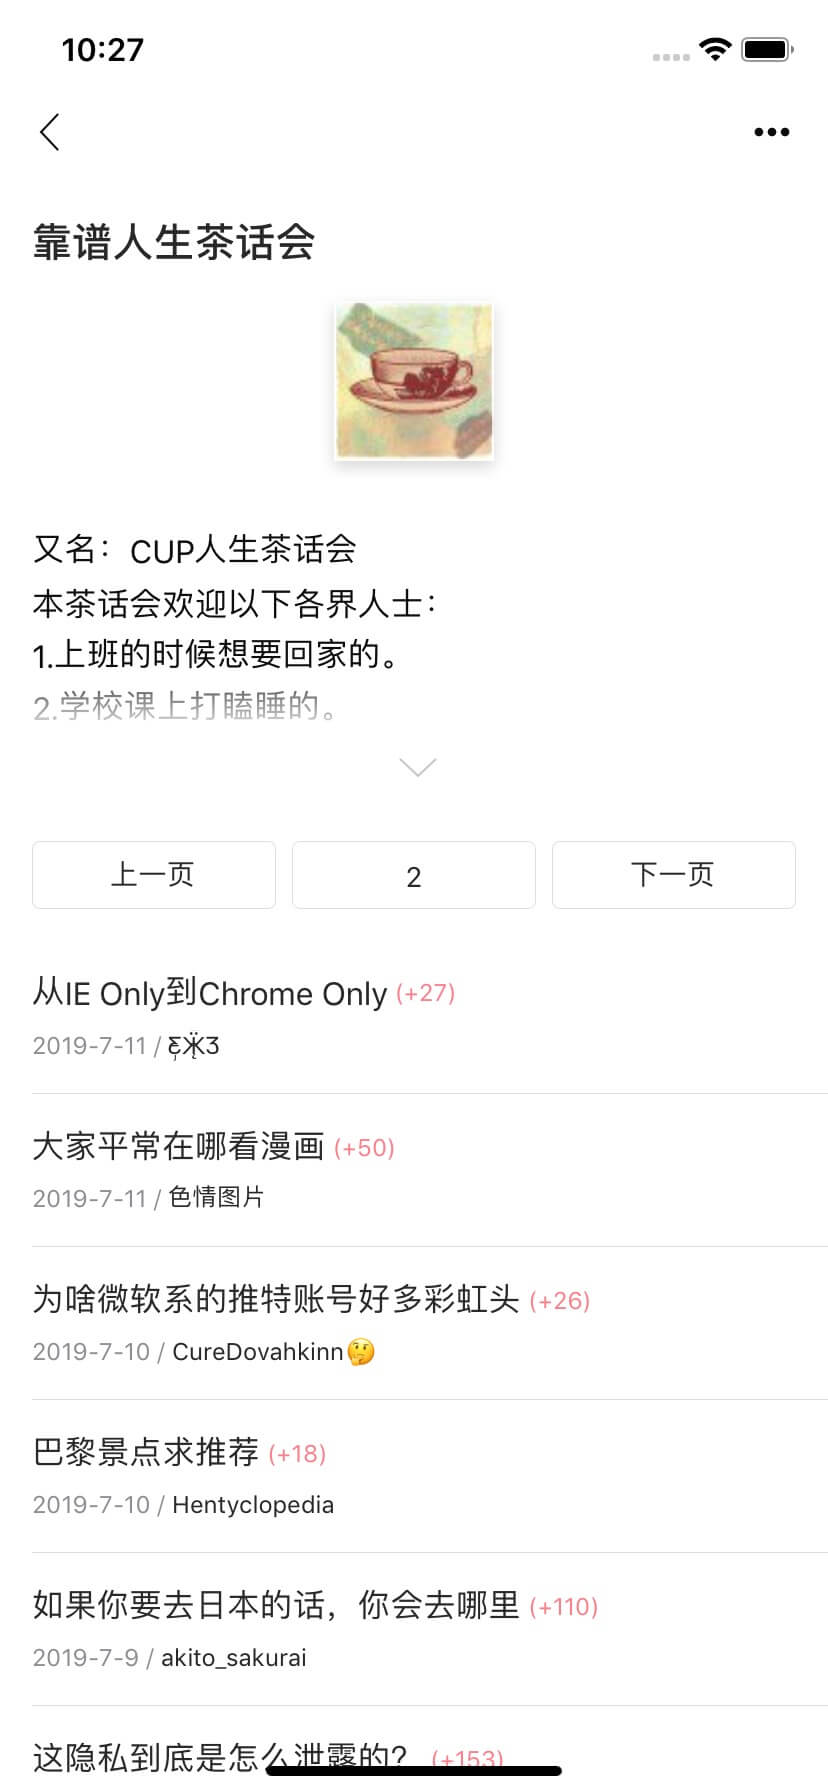 10:27
靠谱人生茶话会
又名：CUP人生茶话会
本茶话会欢迎以下各界人士：
1.上班的时候想要回家的。
2.学校课上打瞌睡的。
上一页
2
下一页
从IE Only到Chrome Only (+27)
2019-7-11 /
大家平常在哪看漫画 (+50)
2019-7-11 / 色情图片
为啥微软系的推特账号好多彩虹头 (+26)
2019-7-10 / CureDovahkinn🤔
巴黎景点求推荐 (+18)
2019-7-10 / Hentyclopedia
如果你要去日本的话，你会去哪里 (+110)
2019-7-9 / akito_sakurai
这隐私到底是怎么泄露的？ (+153)